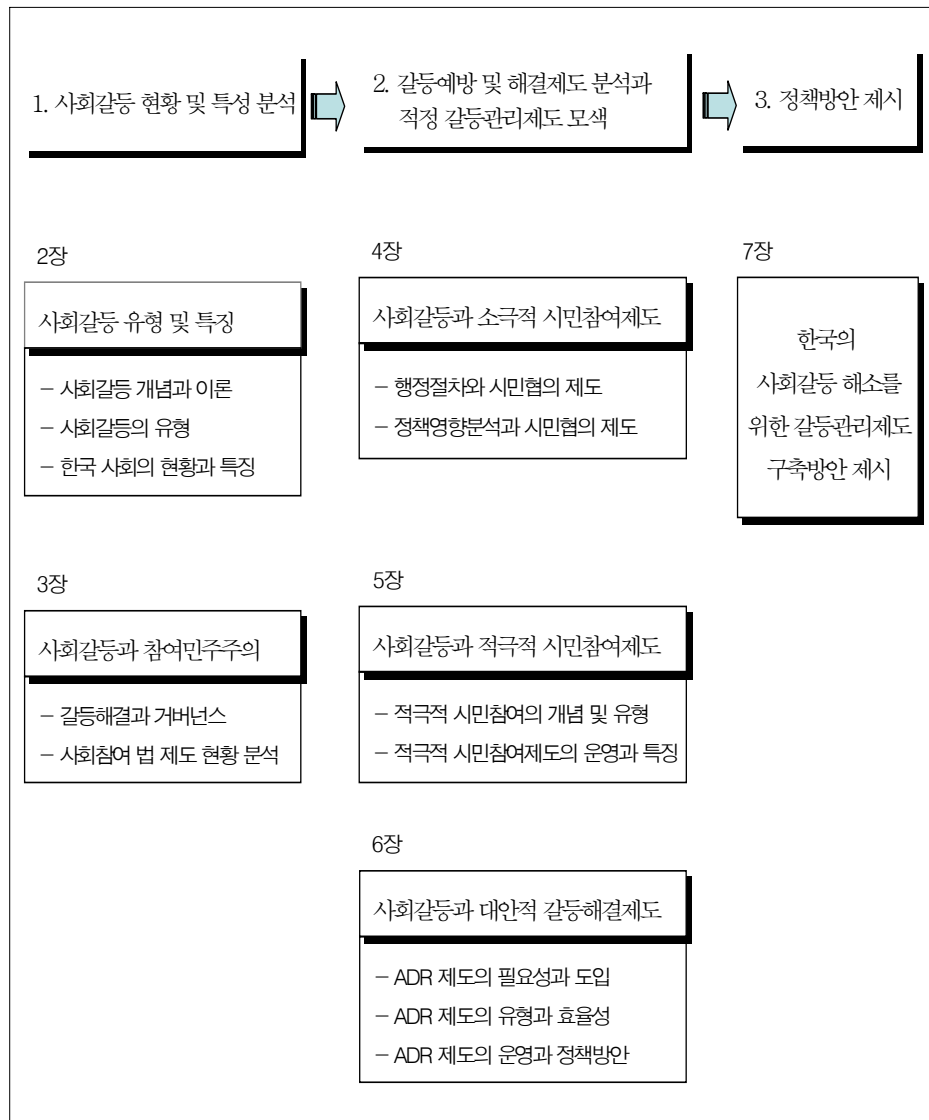 1. 사회갈등 현황 및 특성 분석
2. 갈등예방 및 해결제도 분석과
적정 갈등관리제도 모색
3. 정책방안 제시
2장
사회갈등 유형 및 특징
– 사회갈등 개념과 이론
– 사회갈등의 유형
– 한국 사회의 현황과 특징
3장
사회갈등과 참여민주주의
– 갈등해결과 거버넌스
– 사회참여 법 제도 현황 분석
4장
사회갈등과 소극적 시민참여제도
– 행정절차와 시민협의 제도
– 정책영향분석과 시민협의 제도
5장
사회갈등과 적극적 시민참여제도
– 적극적 시민참여의 개념 및 유형
– 적극적 시민참여제도의 운영과 특징
6장
사회갈등과 대안적 갈등해결제도
– ADR 제도의 필요성과 도입
– ADR 제도의 유형과 효율성
– ADR 제도의 운영과 정책방안
7장
한국의
사회갈등 해소를
위한 갈등관리제도
구축방안 제시